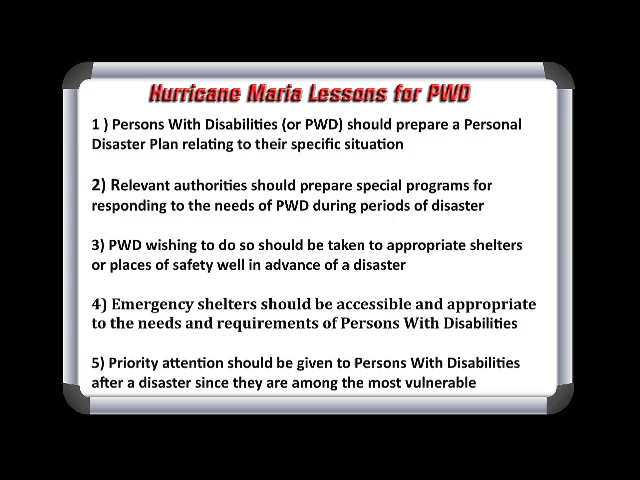 Hurricane Maria Lessons for PWD
1 ) Persons With Disabilities (or PWD) should prepare a Personal
Disaster Plan relating to their specific situation
2) Relevant authorities should prepare special programs for
responding to the needs of PWD during periods of disaster
3) PWD wishing to do so should be taken to appropriate shelters
or places of safety well in advance of a disaster
4) Emergency shelters should be accessible and appropriate
to the needs and requirements of Persons With Disabilities
5) Priority attention should be given to Persons With Disabilities
after a disaster since they are among the most vulnerable